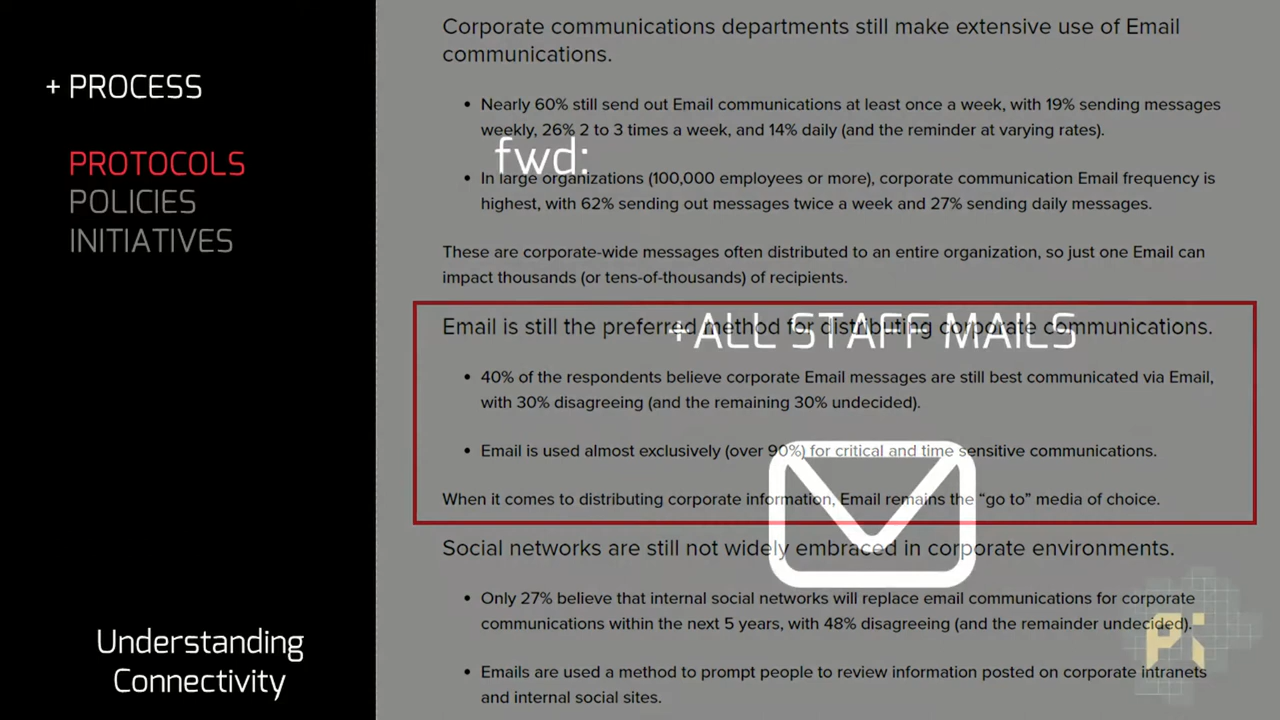 + PROCESS
PROTOCOLS
POLICIES
INITIATIVES
Understanding
Connectivity
Corporate communications departments still make extensive use of Email
communications.
• Nearly 60% still send out Email communications at least once a week, with 19% sending messages
weekly, 26% 2 to 3 times a week, and 14% daily (and the reminder at varying rates).
fwd:
• In large organizations (100,000 employees or more), corporate communication Email frequency is
highest, with 62% sending out messages twice a week and 27% sending daily messages.
These are corporate-wide messages often distributed to an entire organization, so just one Email can
impact thousands (or tens-of-thousands) of recipients.
Email is still the preferred method for distributing corporate communications.
+ALL STAFF MAILS
• 40% of the respondents believe corporate Email messages are still best communicated via Email,
with 30% disagreeing (and the remaining 30% undecided).
• Email is used almost exclusively (over 90%) for critical and time sensitive communications.
When it comes to distributing corporate information, Email remains the “go to” media of choice.
Social networks are still not widely embraced in corporate environments.
• Only 27% believe that internal social networks will replace email communications for corporate
communications within the next 5 years, with 48% disagreeing (and the remainder undecided).
Pi
• Emails are used a method to prompt people to review information posted on corporate intranets
and internal social sites.